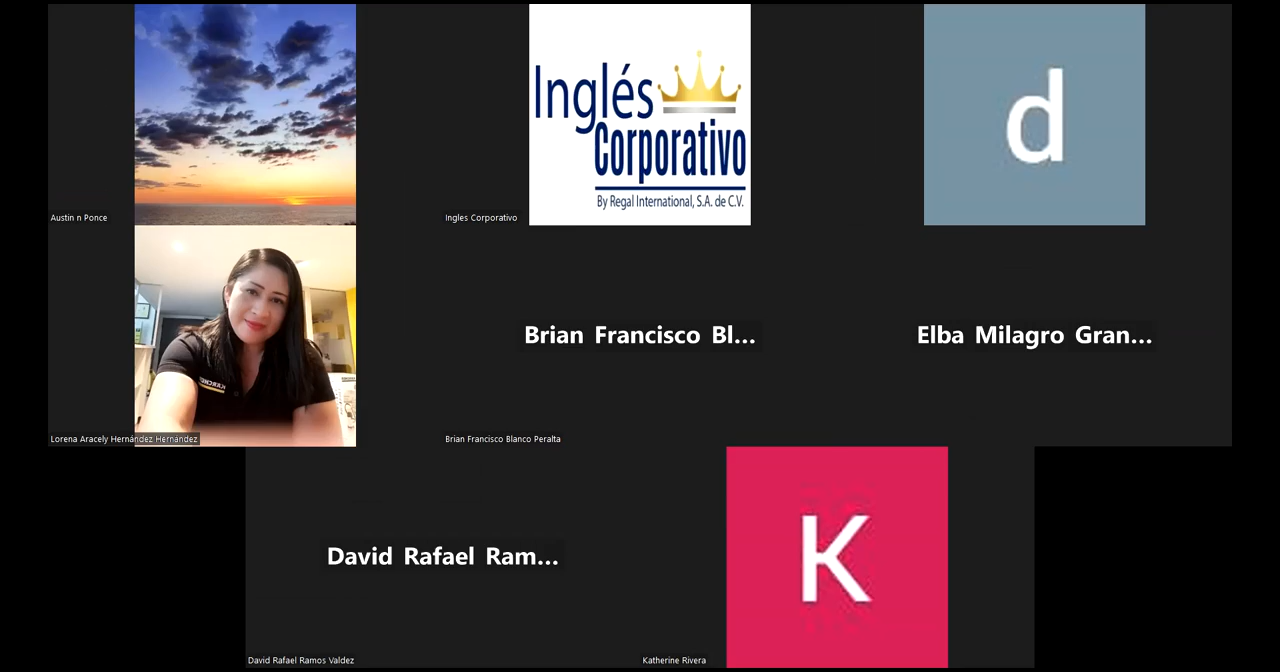 Austin n Ponce
Inglés
Corporativo
By Regal International, S.A. de C.V.
Ingles Corporativo
d
KARCHER
Lorena Aracely Hernández Hernández
Brian Francisco Bl...
Brian Francisco Blanco Peralta
Elba Milagro Gran...
David Rafael Ram...
David Rafael Ramos Valdez
K
Katherine Rivera